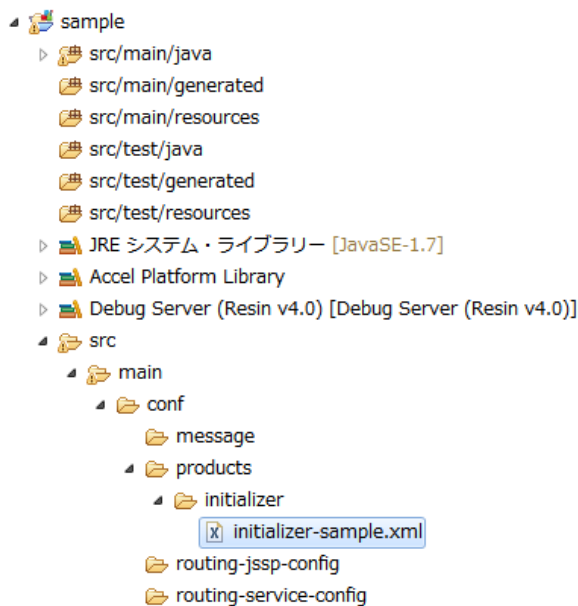 sample
src/main/java
src/main/generated
src/main/resources
src/test/java
src/test/generated
src/test/resources
JRE システム・ライブラリー [JavaSE-1.7]
Accel Platform Library
Debug Server (Resin v4.0) [Debug Server (Resin v4.0)]
src
main
conf
message
products
initializer
initializer-sample.xml
routing-jssp-config
routing-service-config